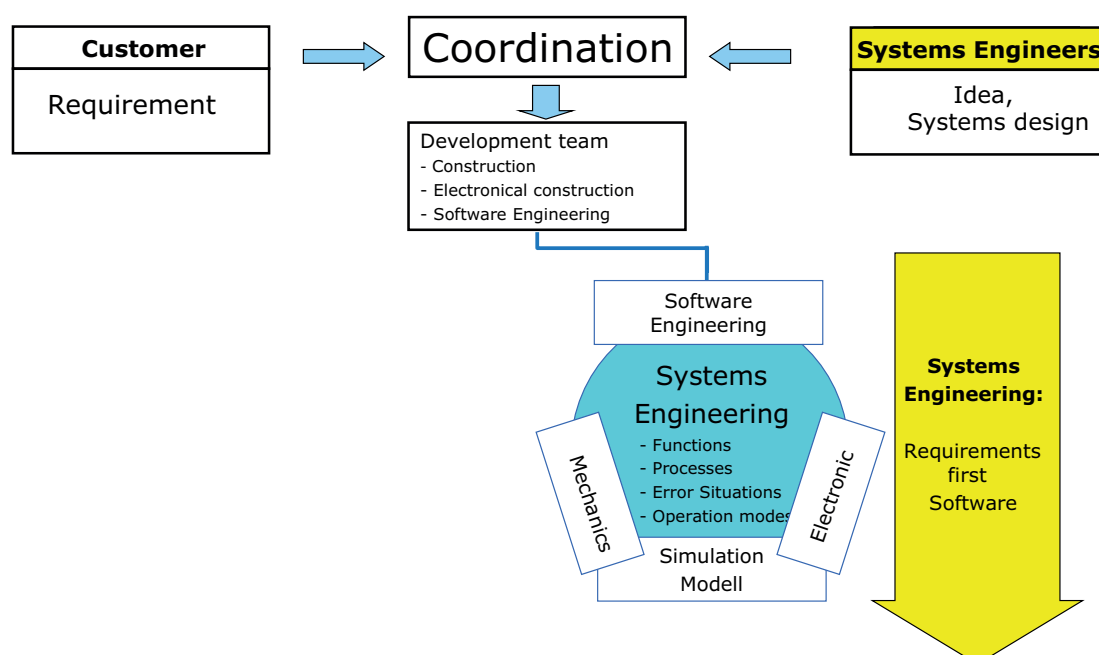 Customer
Requirement
Coordination
Systems Engineers
Idea,
Systems design
Development team
- Construction
- Electronical construction
- Software Engineering
Software
Engineering
Systems
Engineering
- Functions
- Processes
- Error Situations
- Operation modes
Mechanics
Electronic
Simulation
Modell
Systems
Engineering:
Requirements
first
Software